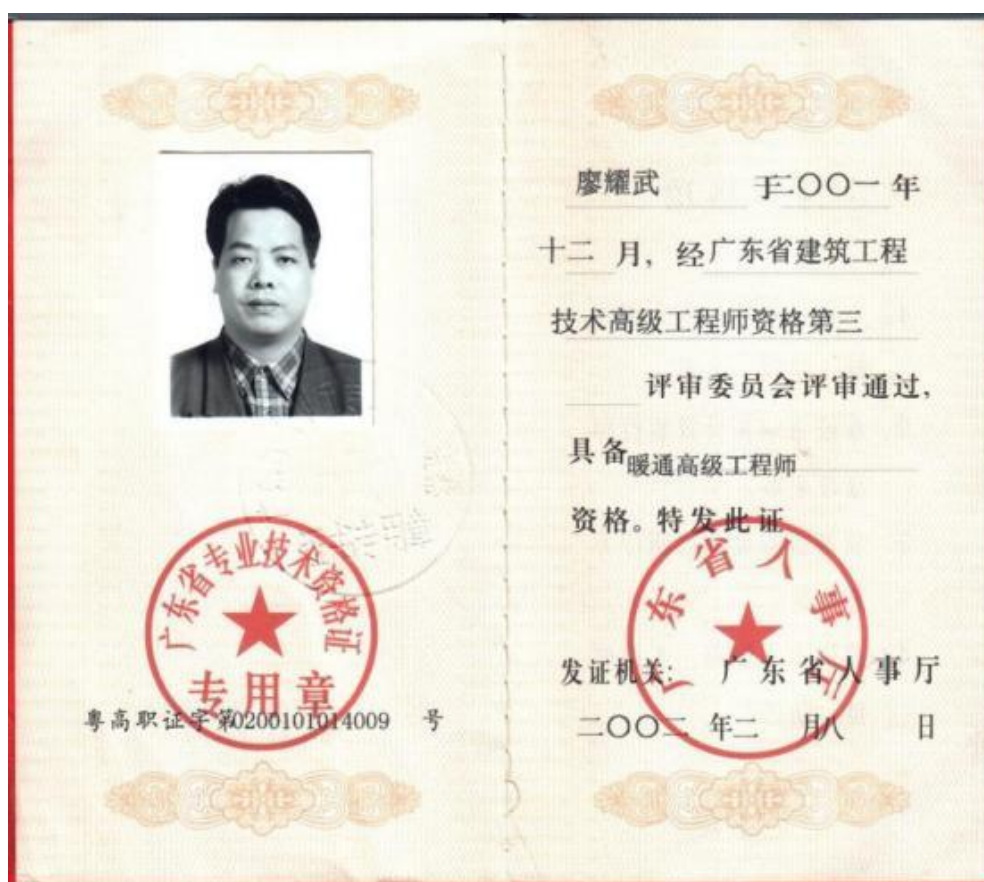 广东省专业技术资格证
专用章
粤高职证字第0200101014009 号
廖耀武 于二〇〇一年
十二月，经广东省建筑工程
技术高级工程师资格第三
评审委员会评审通过，
具备暖通高级工程师
资格。特发此证
广东省人事厅
发证机关：广东省人事厅
二〇〇二年二月八日